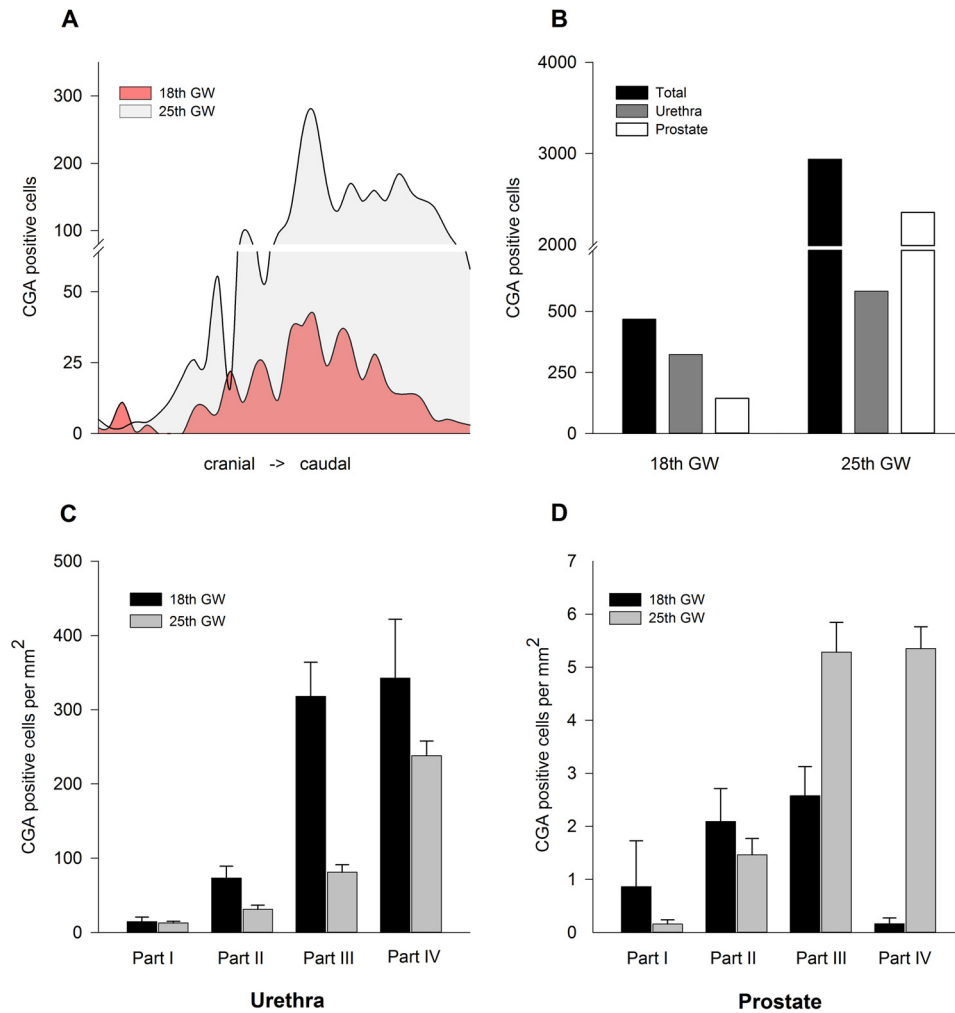 A
CGA positive cells
300
200
100
50
25
0
18th GW
25th GW
cranial -> caudal
B
CGA positive cells
4000
3000
2000
500
250
0
Total
Urethra
Prostate
18th GW
25th GW
C
CGA positive cells per mm²
500
400
300
200
100
0
18th GW
25th GW
Part I Part II Part III Part IV
Urethra
D
CGA positive cells per mm²
7
6
5
4
3
2
1
0
18th GW
25th GW
Part I Part II Part III Part IV
Prostate